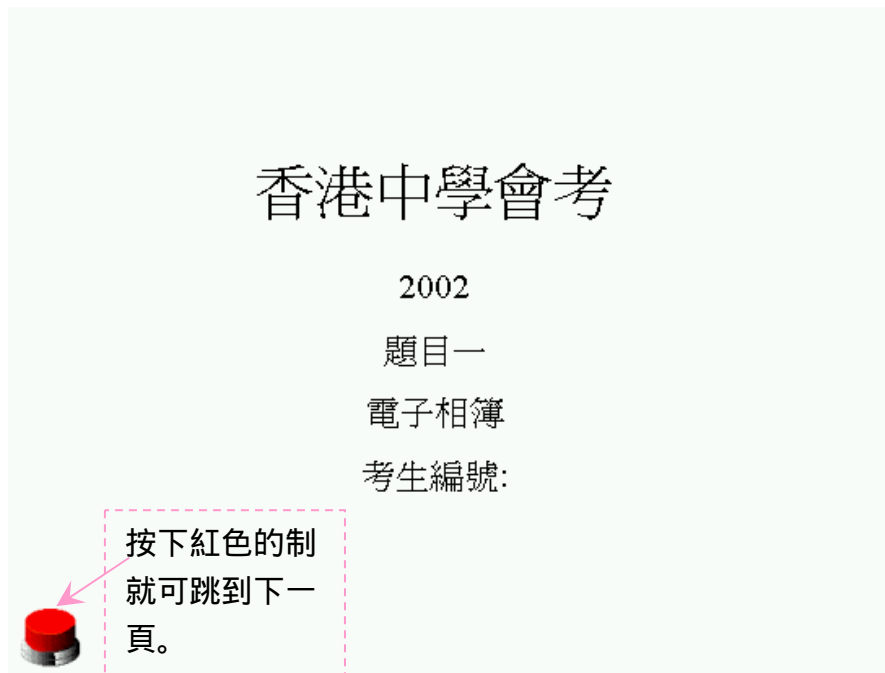 香港中學會考
2002
題目一
電子相簿
考生編號:
按下紅色的制
就可跳到下一
頁。